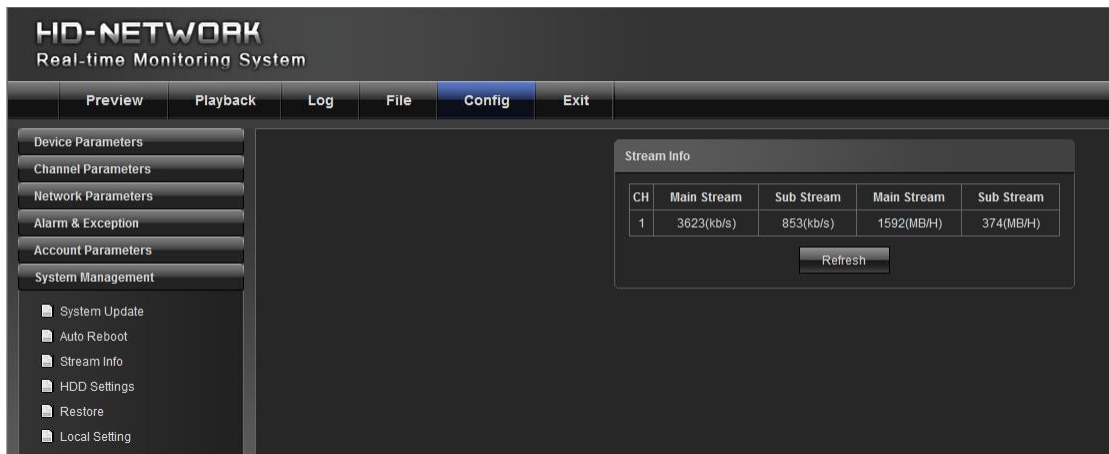 HD-NETWORK
Real-time Monitoring System
Preview Playback Log File Config Exit
Device Parameters
Channel Parameters
Network Parameters
Alarm & Exception
Account Parameters
System Management
System Update
Auto Reboot
Stream Info
HDD Settings
Restore
Local Setting
Stream Info
CH Main Stream Sub Stream Main Stream Sub Stream
1 3623(kb/s) 853(kb/s) 1592(MB/H) 374(MB/H)
Refresh